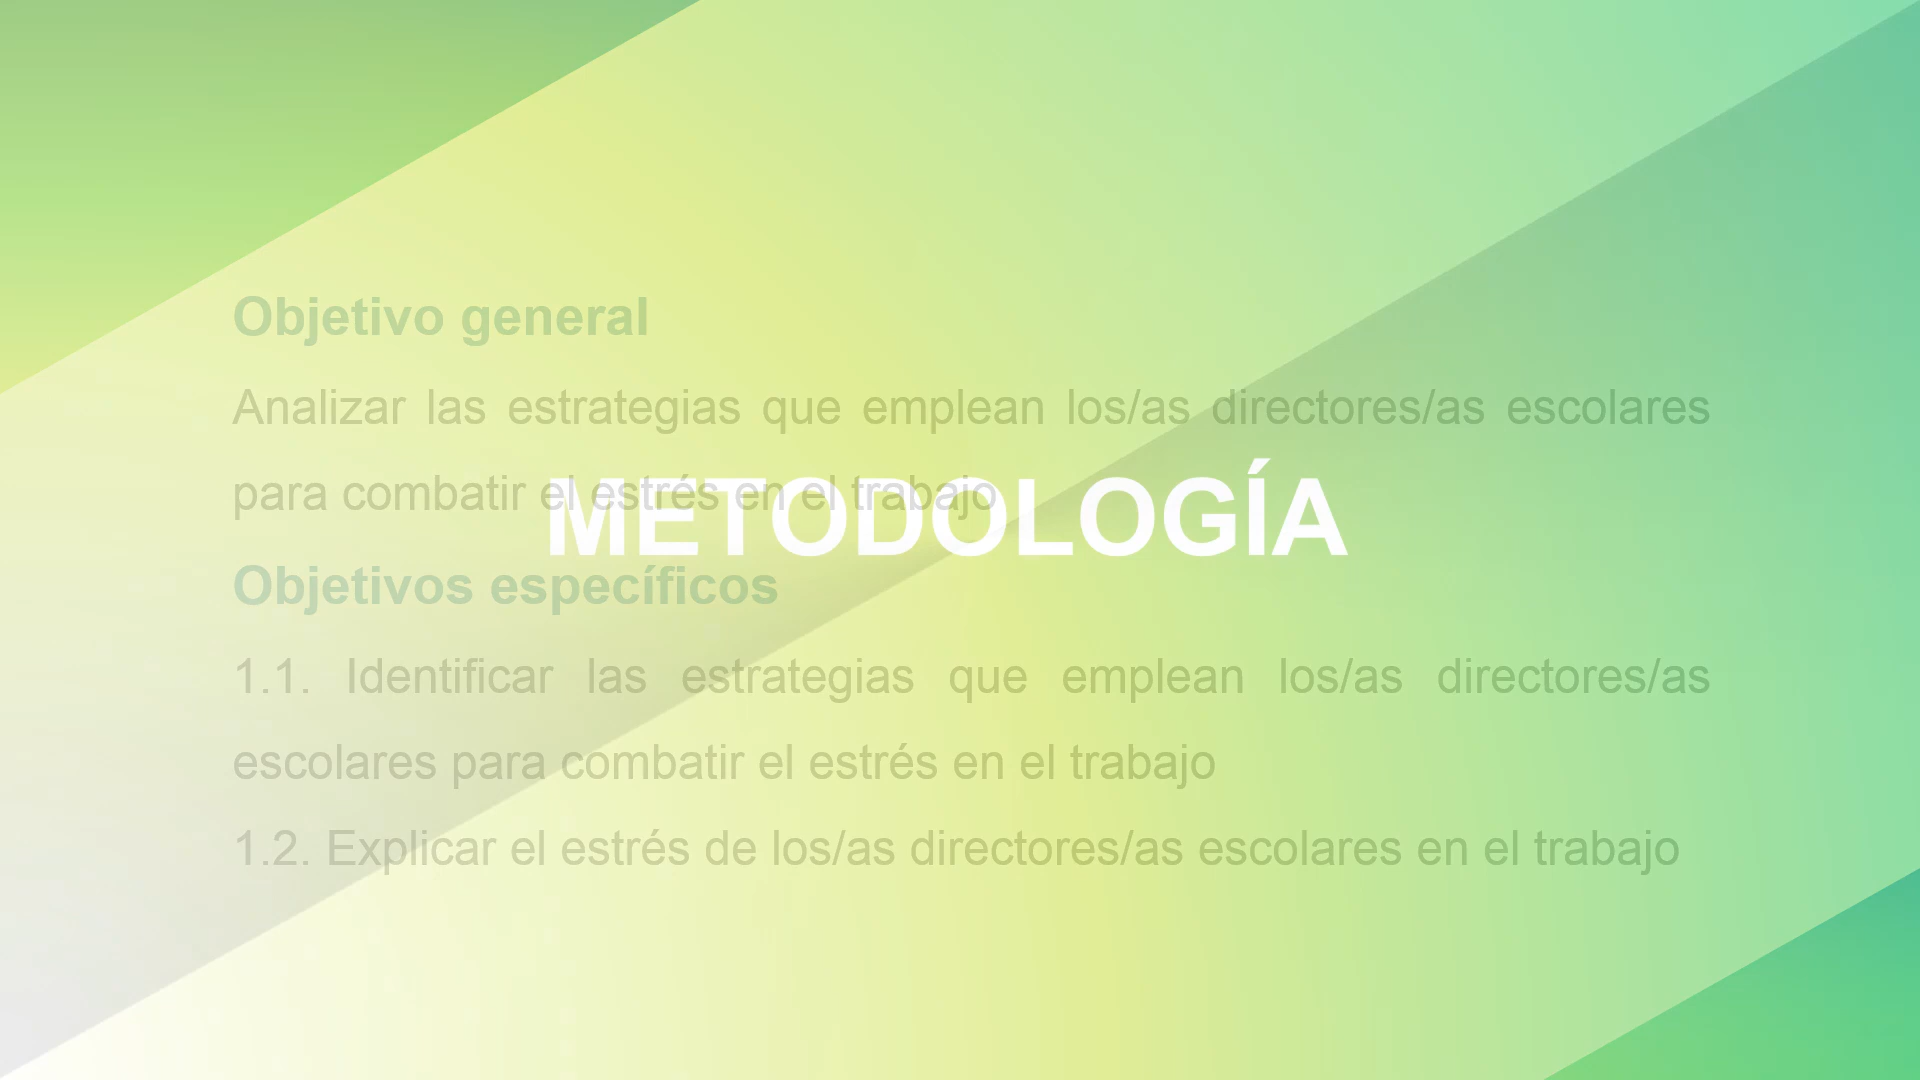 Objetivo general
Analizar las estrategias que emplean los/as directores/as escolares
para combatir el estrés en el trabajo
METODOLOGÍA
Objetivos específicos
1.1. Identificar las estrategias que emplean los/as directores/as
escolares para combatir el estrés en el trabajo
1.2. Explicar el estrés de los/as directores/as escolares en el trabajo